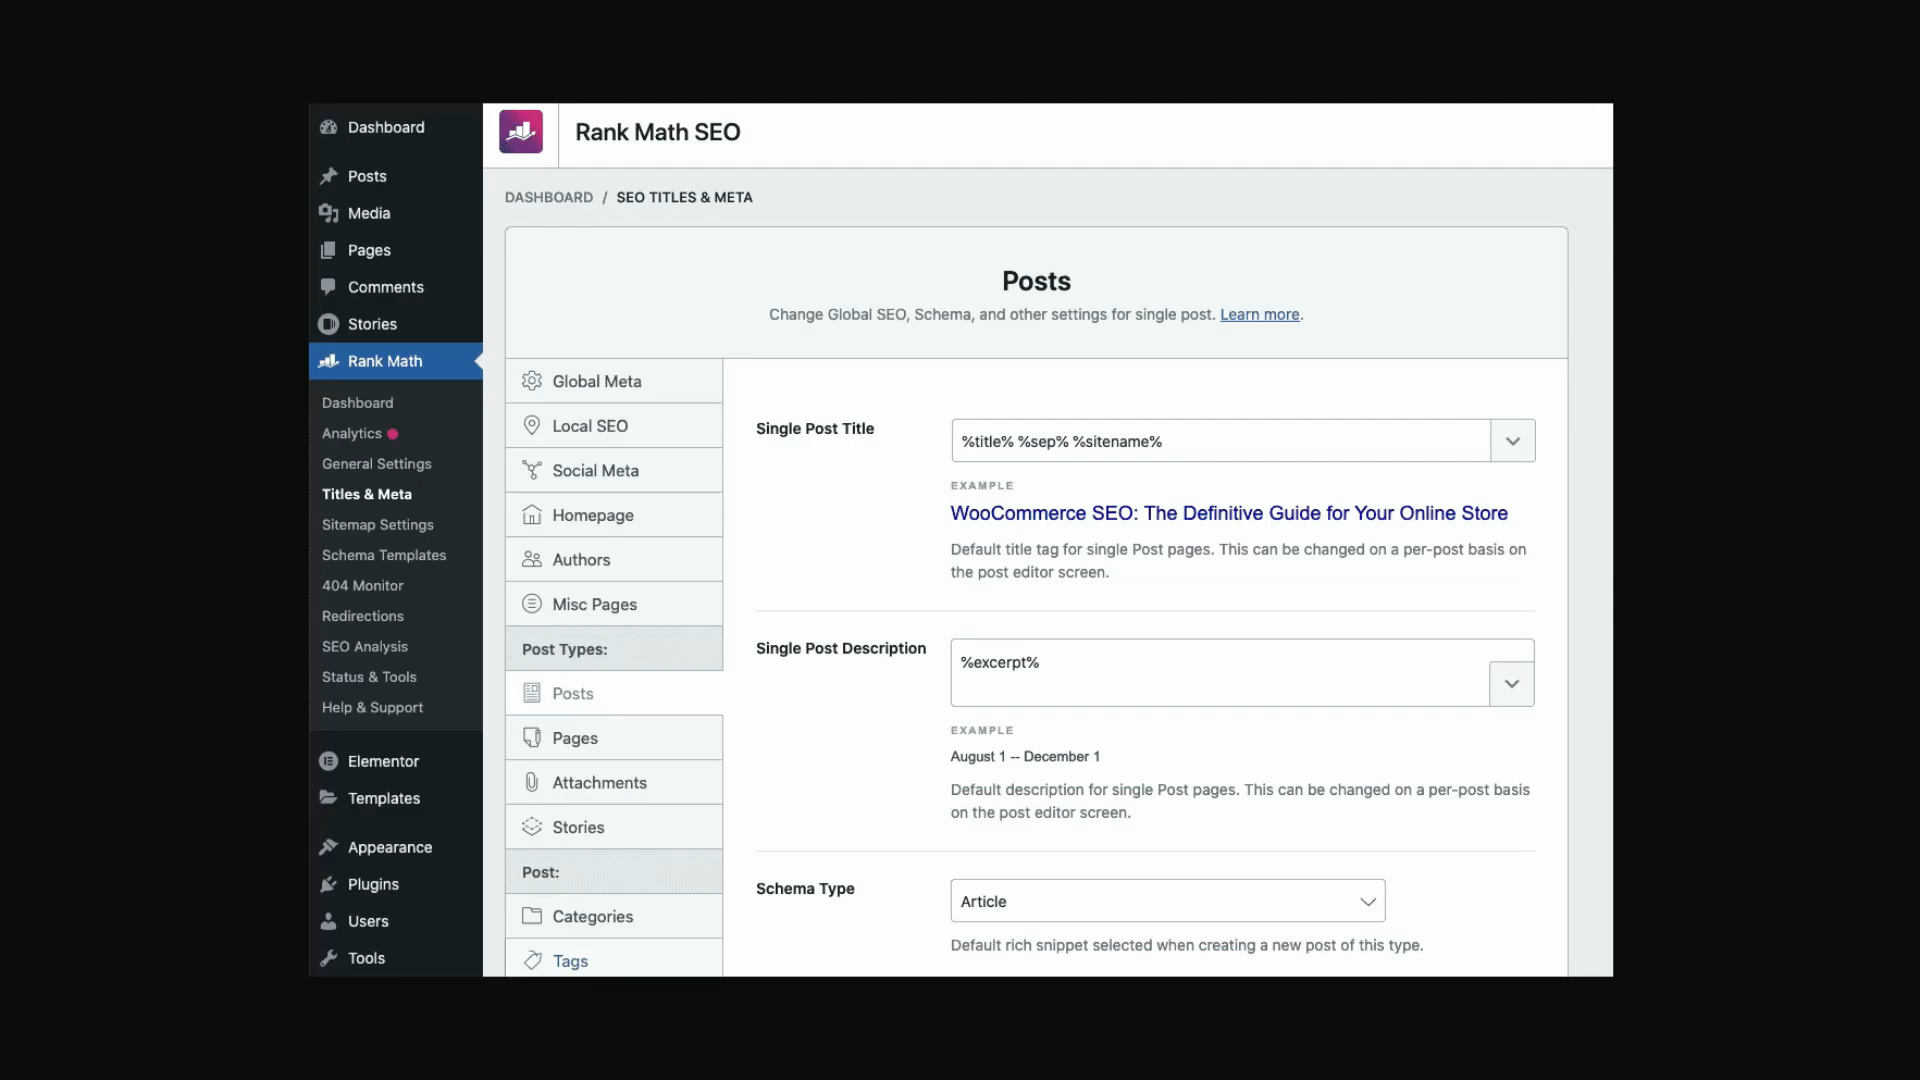 Dashboard
Posts
Media
Pages
Comments
Stories
Rank Math
Dashboard
Analytics
General Settings
Titles & Meta
Sitemap Settings
Schema Templates
404 Monitor
Redirections
SEO Analysis
Status & Tools
Help & Support
Elementor
Templates
Appearance
Plugins
Users
Tools
Rank Math SEO
DASHBOARD / SEO TITLES & META
Posts
Change Global SEO, Schema, and other settings for single post. Learn more.
Global Meta
Local SEO
Social Meta
Homepage
Authors
Misc Pages
Post Types:
Posts
Pages
Attachments
Stories
Post:
Categories
Tags
Single Post Title
%title% %sep% %sitename%
EXAMPLE
WooCommerce SEO: The Definitive Guide for Your Online Store
Default title tag for single Post pages. This can be changed on a per-post basis on
the post editor screen.
Single Post Description
%excerpt%
EXAMPLE
August 1 -- December 1
Default description for single Post pages. This can be changed on a per-post basis
on the post editor screen.
Schema Type
Article
Default rich snippet selected when creating a new post of this type.